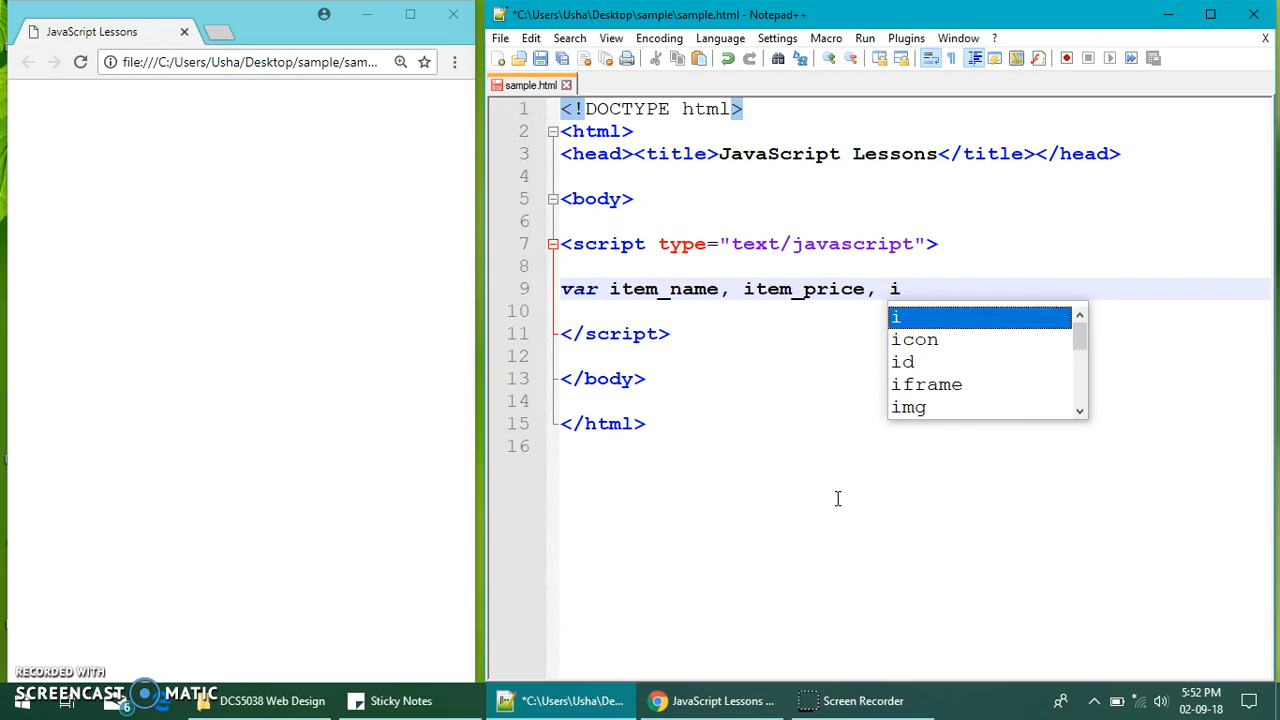 JavaScript Lessons
file:///C:/Users/Usha/Desktop/sample/sam...
*C:\Users\Usha\Desktop\sample\sample.html - Notepad++
File Edit Search View Encoding Language Settings Macro Run Plugins Window ? X
sample.html
1 <!DOCTYPE html>
2 <html>
3 <head><title>JavaScript Lessons</title></head>
4
5 <body>
6
7 <script type="text/javascript">
8
9 var item_name, item_price, i
10
11 </script>
12
13 </body>
14
15 </html>
16
i
icon
id
iframe
img
RECORDED WITH
SCREENCAST MATIC
6
DCS5038 Web Design
Sticky Notes
*C:\Users\Usha\De...
JavaScript Lessons ...
Screen Recorder
5:52 PM
02-09-18